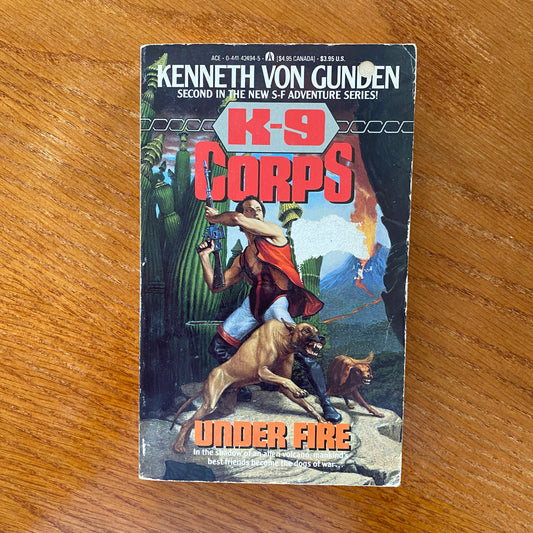 ACE • 0-441-42494-5 • A [$4.95 CANADA] • $3.95 U.S.
KENNETH VON GUNDEN
SECOND IN THE NEW S-F ADVENTURE SERIES!
K-9
CORPS
UNDER FIRE
In the shadow of an alien volcano, mankind's
best friends become the dogs of war...